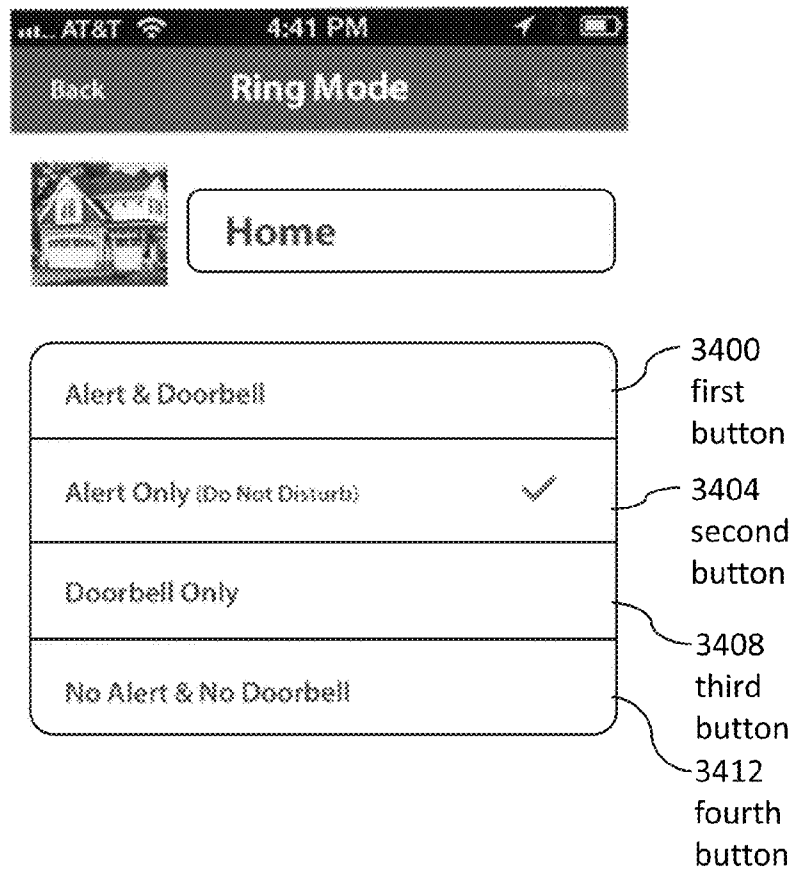 AT&T 4:41 PM
Back Ring Mode
Home
Alert & Doorbell
Alert Only (Do Not Disturb)
Doorbell Only
No Alert & No Doorbell
3400
first
button
3404
second
button
3408
third
button
3412
fourth
button